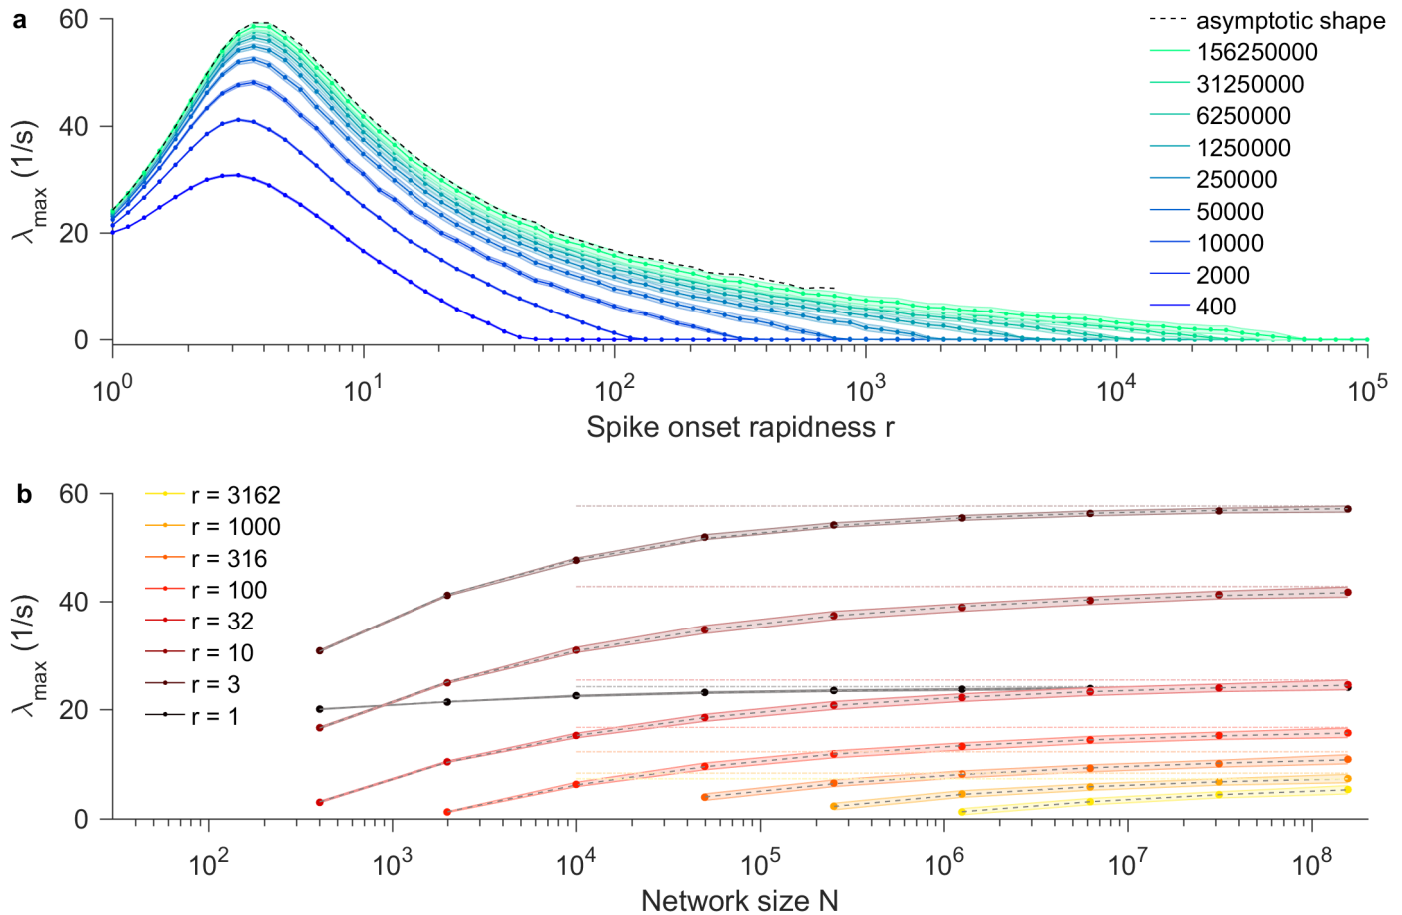 a
60
40
20
0
λmax (1/s)
10^0
10^1
10^2
10^3
10^4
10^5
Spike onset rapidness r
asymptotic shape
156250000
31250000
6250000
1250000
250000
50000
10000
2000
400
b
60
40
20
0
λmax (1/s)
r = 3162
r = 1000
r = 316
r = 100
r = 32
r = 10
r = 3
r = 1
10^2
10^3
10^4
10^5
10^6
10^7
10^8
Network size N